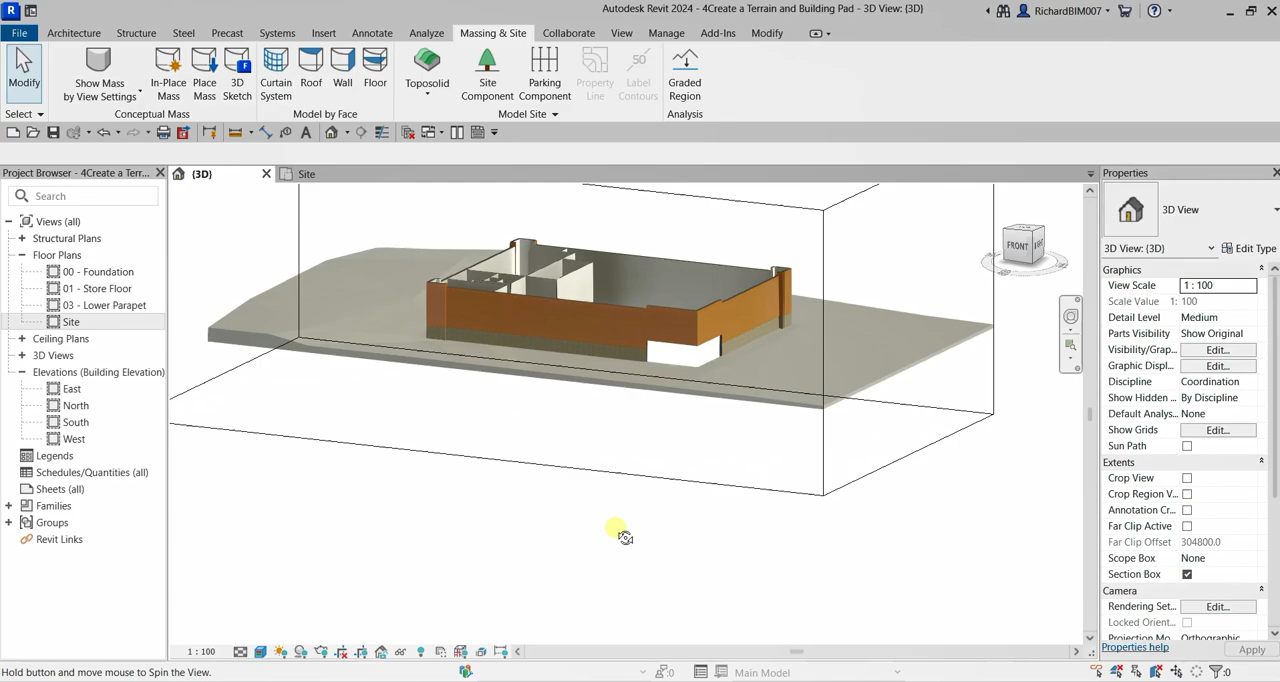 Autodesk Revit 2024 - 4Create a Terrain and Building Pad - 3D View: {3D}
RichardBIM007
File Architecture Structure Steel Precast Systems Insert Annotate Analyze Massing & Site Collaborate View Manage Add-Ins Modify
Modify
Show Mass
by View Settings
In-Place
Mass
Place
Mass
3D
Sketch
Curtain
System
Roof
Wall
Floor
Toposolid
Site
Component
Parking
Component
Property
Line
50
Label
Contours
Graded
Region
Select
Conceptual Mass
Model by Face
Model Site
Analysis
Project Browser - 4Create a Terr...
{3D}
Site
Properties
Search
Views (all)
Structural Plans
Floor Plans
00 - Foundation
01 - Store Floor
03 - Lower Parapet
Site
Ceiling Plans
3D Views
Elevations (Building Elevation)
East
North
South
West
Legends
Schedules/Quantities (all)
Sheets (all)
Families
Groups
Revit Links
FRONT
3D View
3D View: {3D}
Edit Type
Graphics
View Scale 1 : 100
Scale Value 1: 100
Detail Level Medium
Parts Visibility Show Original
Visibility/Grap... Edit...
Graphic Displ... Edit...
Discipline Coordination
Show Hidden ... By Discipline
Default Analys... None
Show Grids Edit...
Sun Path
Extents
Crop View
Crop Region V...
Annotation Cr...
Far Clip Active
Far Clip Offset 304800.0
Scope Box None
Section Box
Camera
Rendering Set... Edit...
Locked Orient...
Projection Mo... Orthographic
Properties help
Apply
1 : 100
Hold button and move mouse to Spin the View.
:0
Main Model
:0